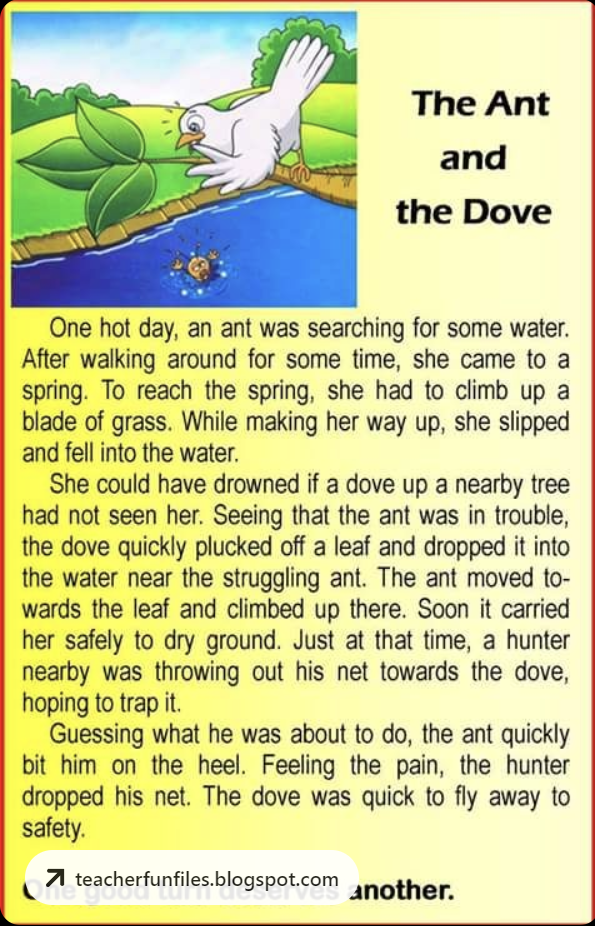 The Ant
and
the Dove
One hot day, an ant was searching for some water.
After walking around for some time, she came to a
spring. To reach the spring, she had to climb up a
blade of grass. While making her way up, she slipped
and fell into the water.
She could have drowned if a dove up a nearby tree
had not seen her. Seeing that the ant was in trouble,
the dove quickly plucked off a leaf and dropped it into
the water near the struggling ant. The ant moved to-
wards the leaf and climbed up there. Soon it carried
her safely to dry ground. Just at that time, a hunter
nearby was throwing out his net towards the dove,
hoping to trap it.
Guessing what he was about to do, the ant quickly
bit him on the heel. Feeling the pain, the hunter
dropped his net. The dove was quick to fly away to
safety.
teacherfunfiles.blogspot.com
One good turn deserves another.